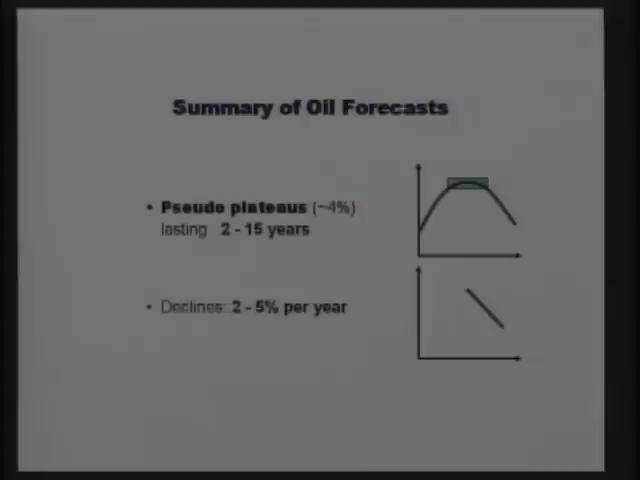 Summary of Oil Forecasts
• Pseudo plateaus (~4%)
lasting 2 - 15 years
• Declines: 2 - 5% per year